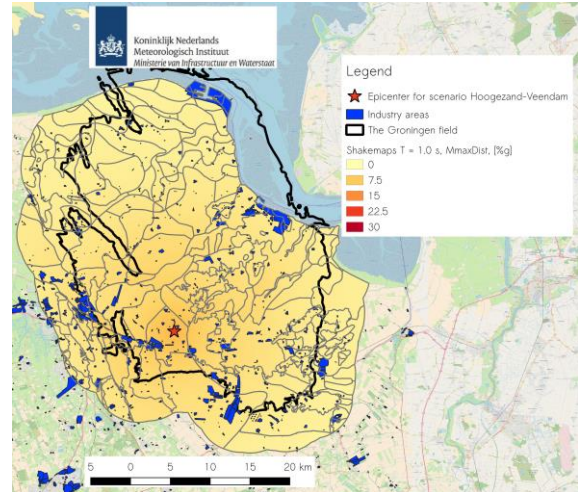 Koninklijk Nederlands
Meteorologisch Instituut
Ministerie van Infrastructuur en Waterstaat
Legend
Epicenter for scenario Hoogezand-Veendam
Industry areas
The Groningen field
Shakemaps T = 1.0 s, MmaxDist, [%g]
0
7.5
15
22.5
30
5 0 5 10 15 20 km